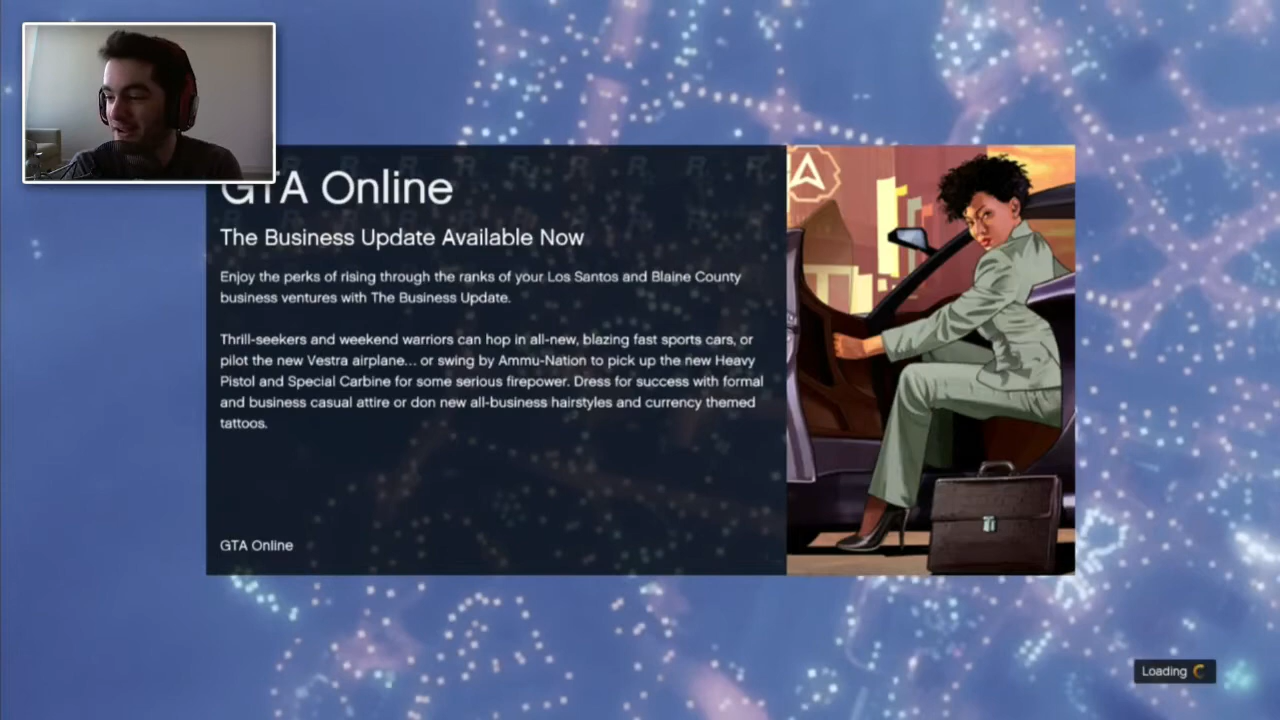 GTA Online
The Business Update Available Now
Enjoy the perks of rising through the ranks of your Los Santos and Blaine County
business ventures with The Business Update.
Thrill-seekers and weekend warriors can hop in all-new, blazing fast sports cars, or
pilot the new Vestra airplane... or swing by Ammu-Nation to pick up the new Heavy
Pistol and Special Carbine for some serious firepower. Dress for success with formal
and business casual attire or don new all-business hairstyles and currency themed
tattoos.
GTA Online
Loading